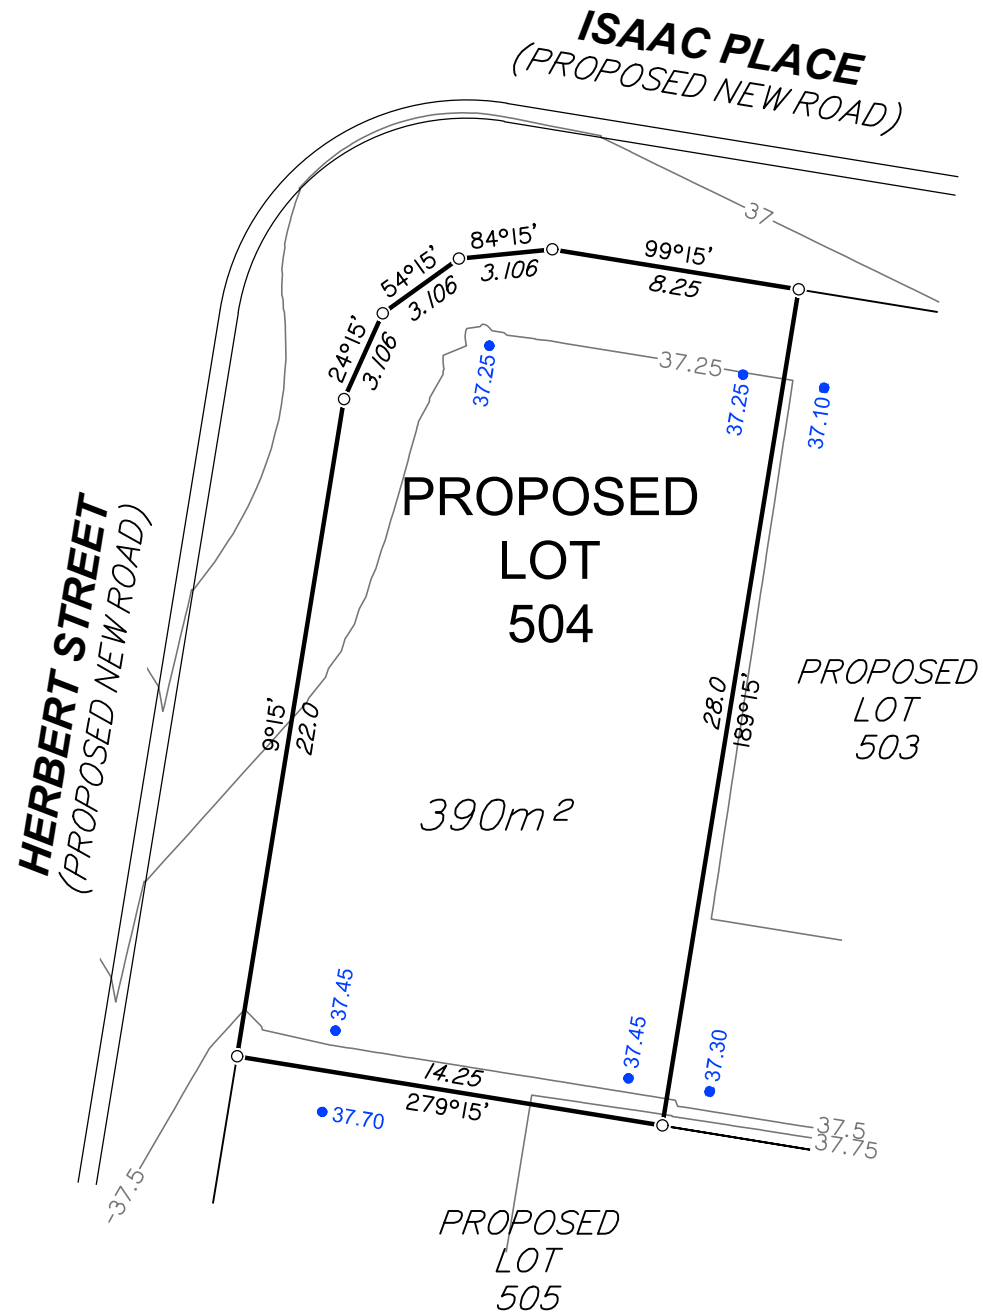 ISAAC PLACE
(PROPOSED NEW ROAD)
37
84°15'
3.106
99°15'
8.25
54°15'
3.106
24°15'
3.106
37.25
37.25
37.25
37.10
PROPOSED
LOT
504
HERBERT STREET
(PROPOSED NEW ROAD)
9°15'
22.0
28.0
189°15'
PROPOSED
LOT
503
390m²
37.45
37.45
37.30
14.25
279°15'
37.70
37.5
37.75
-37.5
PROPOSED
LOT
505